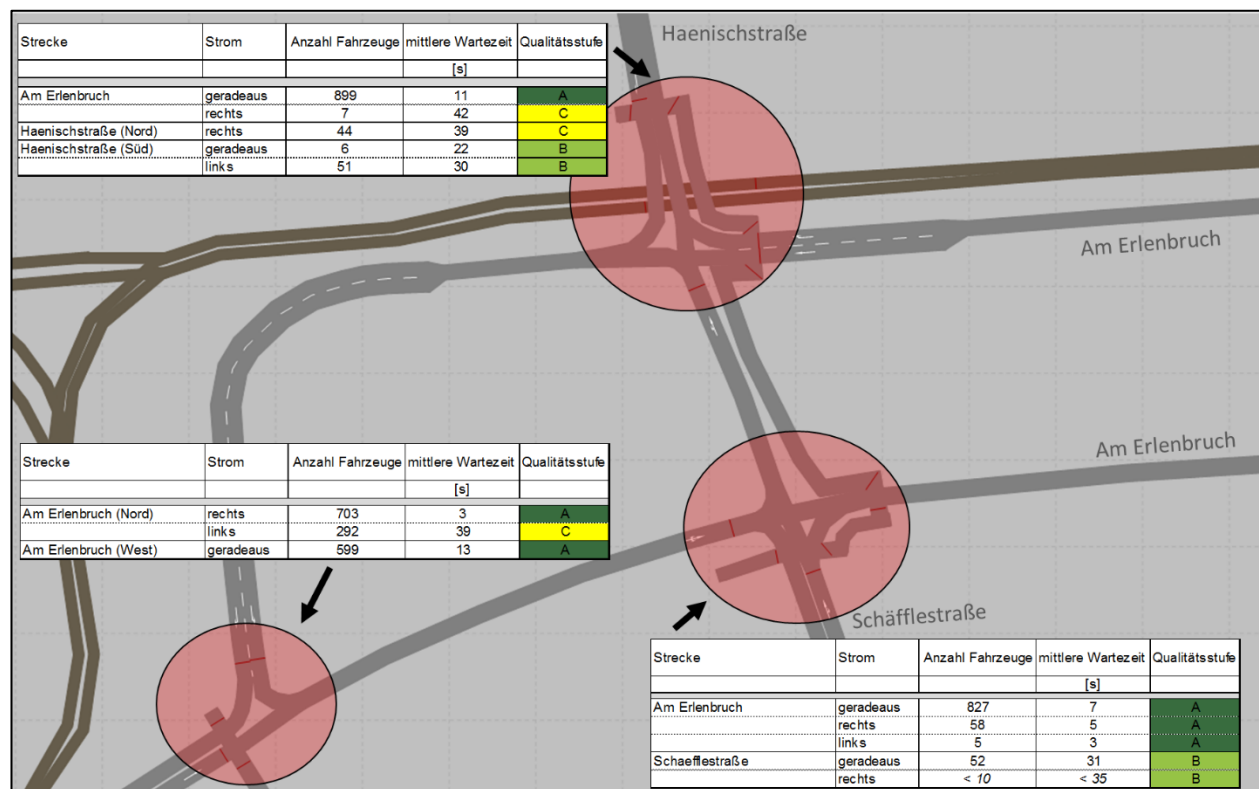 Haenischstraße
Strecke Strom Anzahl Fahrzeuge mittlere Wartezeit Qualitätsstufe
[s]
Am Erlenbruch geradeaus 899 11 A
rechts 7 42 C
Haenischstraße (Nord) rechts 44 39 C
Haenischstraße (Süd) geradeaus 6 22 B
links 51 30 B
Am Erlenbruch
Am Erlenbruch
Strecke Strom Anzahl Fahrzeuge mittlere Wartezeit Qualitätsstufe
[s]
Am Erlenbruch (Nord) rechts 703 3 A
links 292 39 C
Am Erlenbruch (West) geradeaus 599 13 A
Schäfflestraße
Strecke Strom Anzahl Fahrzeuge mittlere Wartezeit Qualitätsstufe
[s]
Am Erlenbruch geradeaus 827 7 A
rechts 58 5 A
links 5 3 A
Schaefflestraße geradeaus 52 31 B
rechts < 10 < 35 B